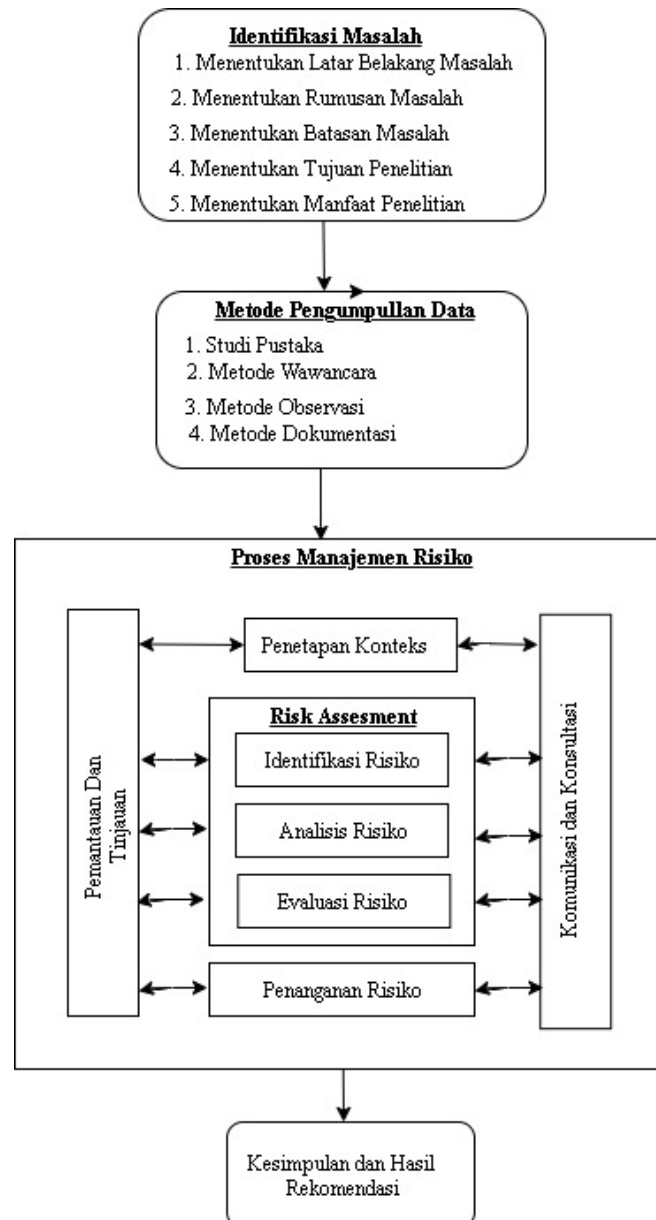 Identifikasi Masalah
1. Menentukan Latar Belakang Masalah
2. Menentukan Rumusan Masalah
3. Menentukan Batasan Masalah
4. Menentukan Tujuan Penelitian
5. Menentukan Manfaat Penelitian
Metode Pengumpullan Data
1. Studi Pustaka
2. Metode Wawancara
3. Metode Observasi
4. Metode Dokumentasi
Proses Manajemen Risiko
Pemantauan Dan
Tinjauan
Penetapan Konteks
Risk Assesment
Identifikasi Risiko
Analisis Risiko
Evaluasi Risiko
Penanganan Risiko
Komunikasi dan Konsultasi
Kesimpulan dan Hasil
Rekomendasi